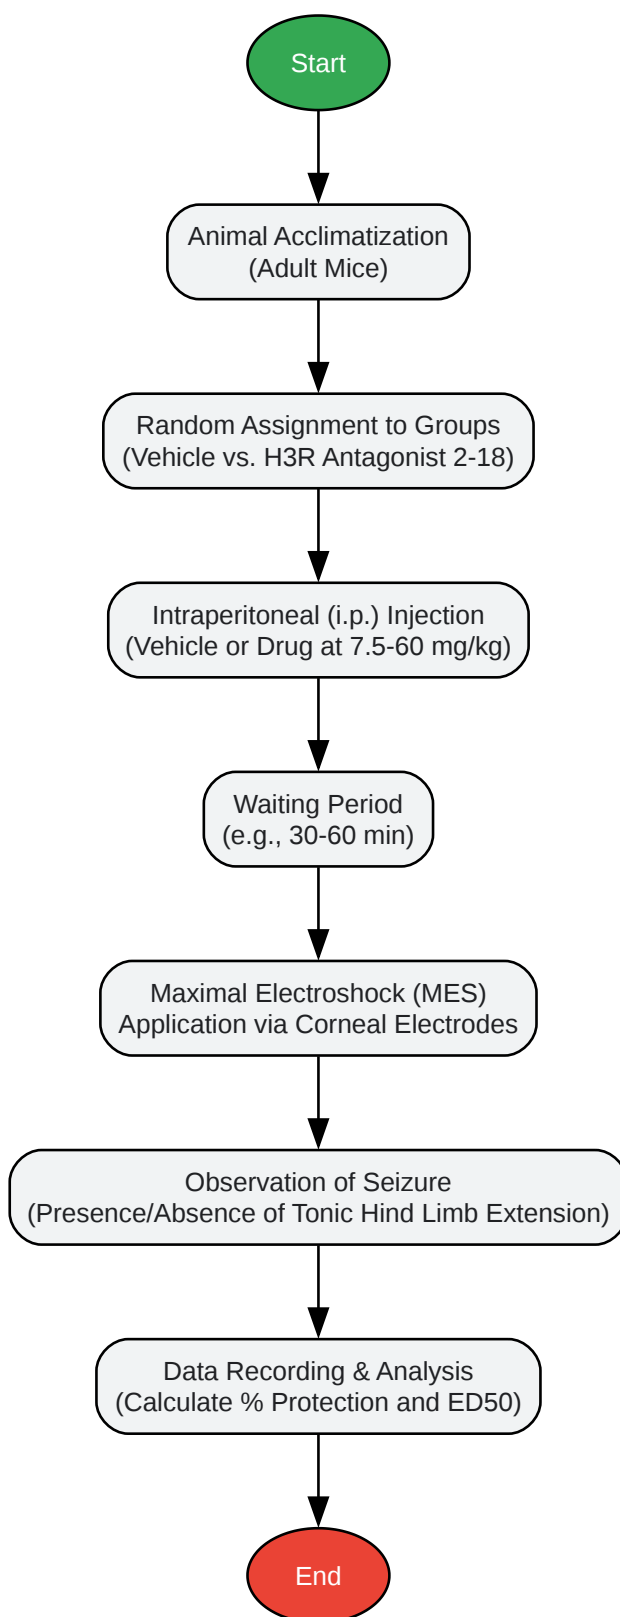 Start
Animal Acclimatization
(Adult Mice)
Random Assignment to Groups
(Vehicle vs. H3R Antagonist 2-18)
Intraperitoneal (i.p.) Injection
(Vehicle or Drug at 7.5-60 mg/kg)
Waiting Period
(e.g., 30-60 min)
Maximal Electroshock (MES)
Application via Corneal Electrodes
Observation of Seizure
(Presence/Absence of Tonic Hind Limb Extension)
Data Recording & Analysis
(Calculate % Protection and ED50)
End